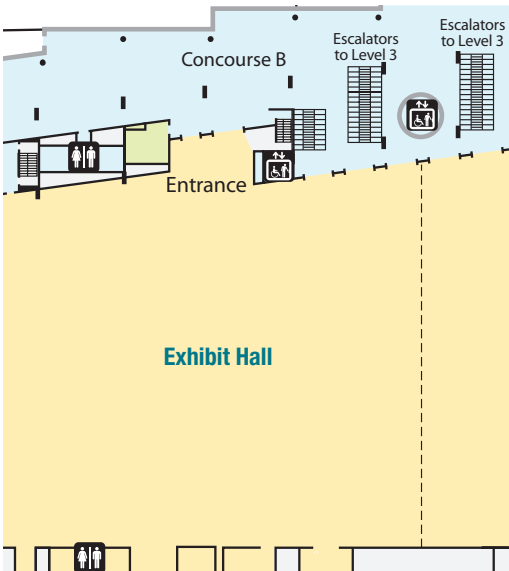 Escalators
to Level 3
Escalators
to Level 3
Concourse B
Entrance
Exhibit Hall